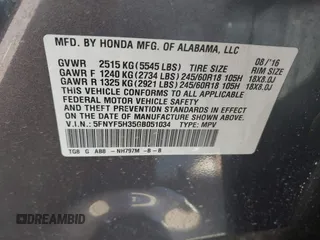 MFD. BY HONDA MFG. OF ALABAMA, LLC
08/'16
GVWR 2515 KG(5545 LBS) TIRE SIZE RIM SIZE
GAWR F 1240 KG(2734 LBS)245/60R18 105H 18X8.0J
GAWR R 1325 KG(2921 LBS)245/60R18 105H 18X8.0J
THIS VEHICLE CONFORMS TO ALL APPLICABLE FEDERAL
MOTOR VEHICLE SAFETY AND THEFT PREVENTION
STANDARDS IN EFFECT ON THE DATE OF MANUFACTURE
SHOWN ABOVE.
V.I.N.: 5FNYF5H35GB051034 TYPE: MPV
TG8 G A88 -NH797M -B-B